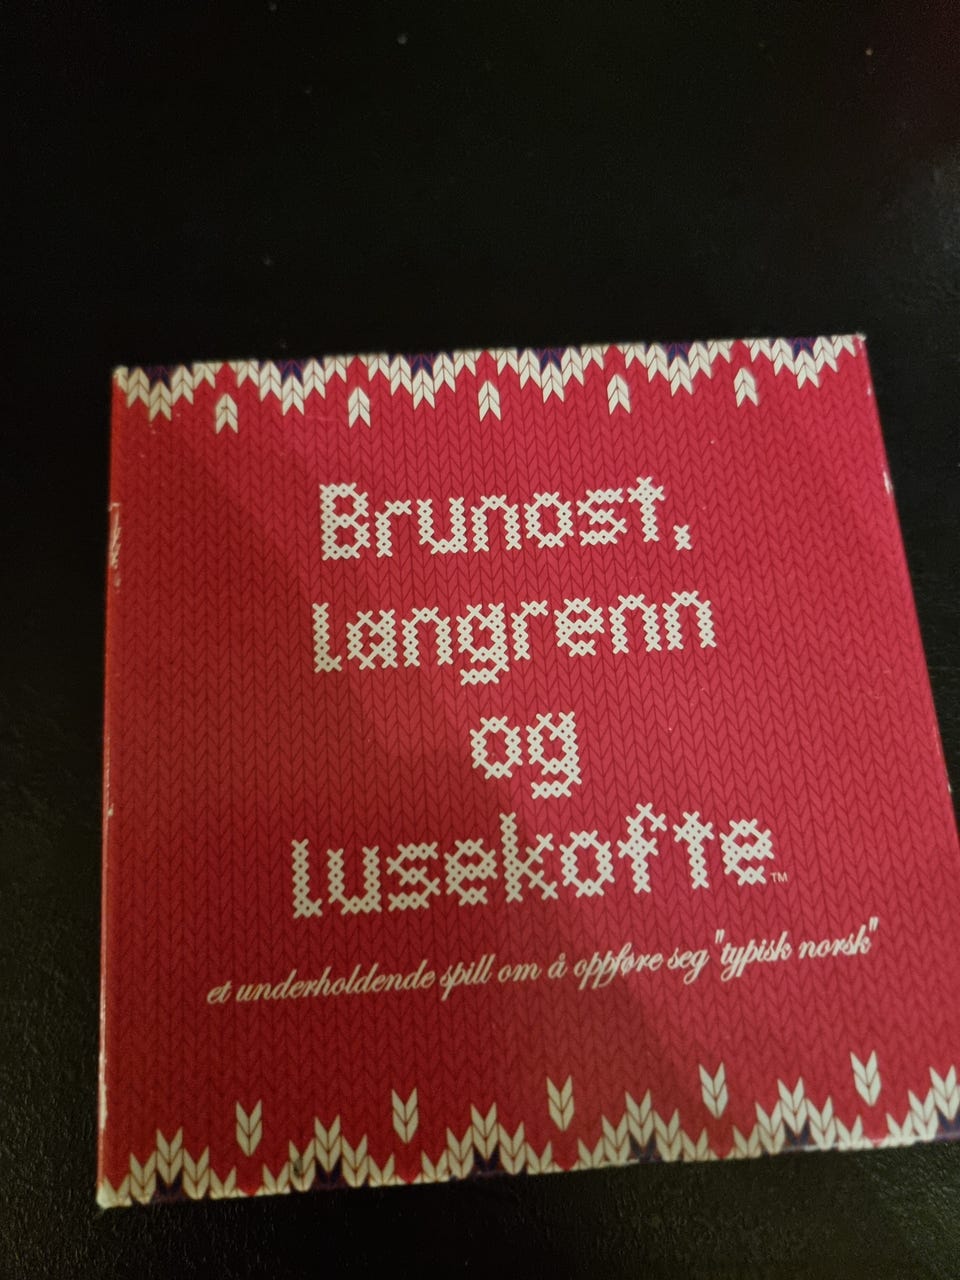 Brunost,
langrenn
og
lusekofte™
et underholdende spill om å oppføre seg "typisk norsk"